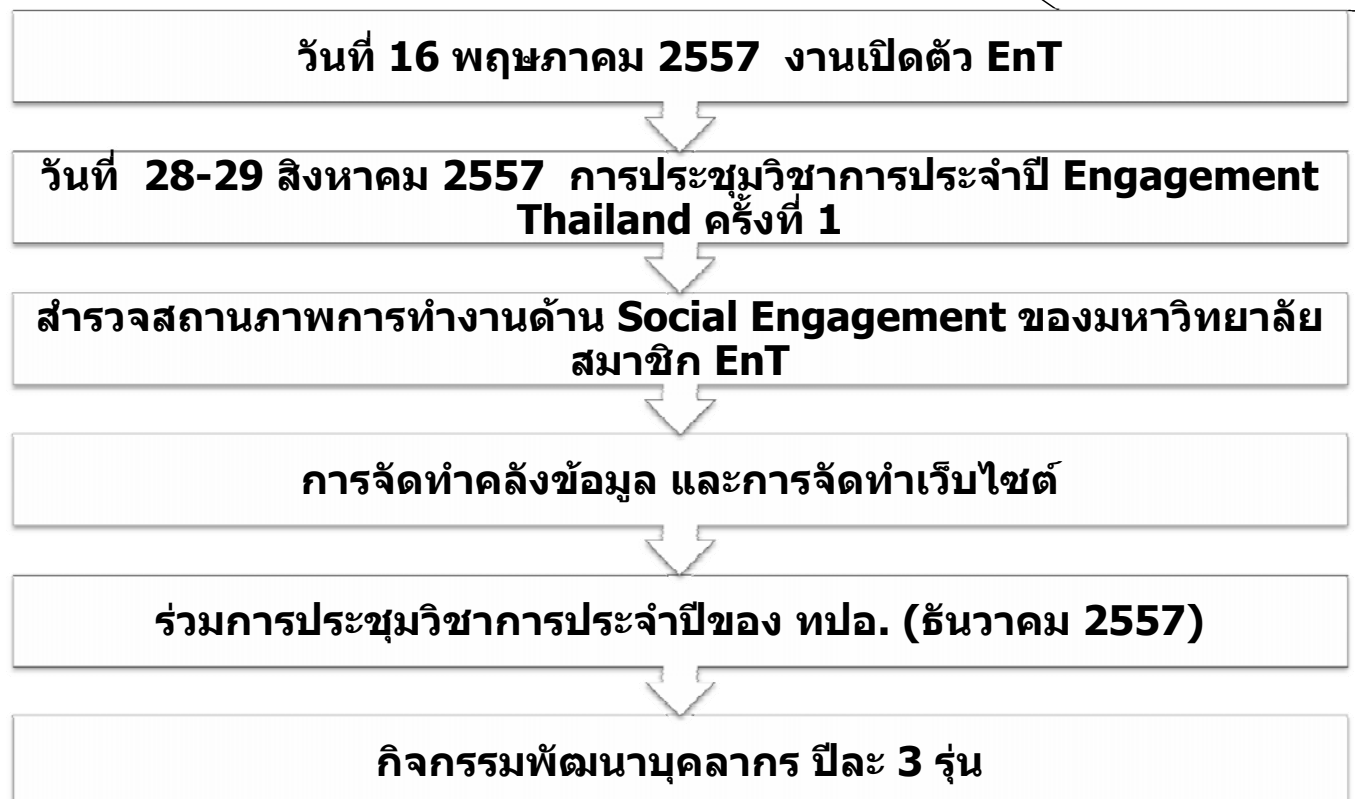 วันที่ 16 พฤษภาคม 2557 งานเปิดตัว EnT
วันที่ 28-29 สิงหาคม 2557 การประชุมวิชาการประจำปี Engagement
Thailand ครั้งที่ 1
สำรวจสถานภาพการทำงานด้าน Social Engagement ของมหาวิทยาลัย
สมาชิก EnT
การจัดทำคลังข้อมูล และการจัดทำเว็บไซต์
ร่วมการประชุมวิชาการประจำปีของ ทปอ. (ธันวาคม 2557)
กิจกรรมพัฒนาบุคลากร ปีละ 3 รุ่น